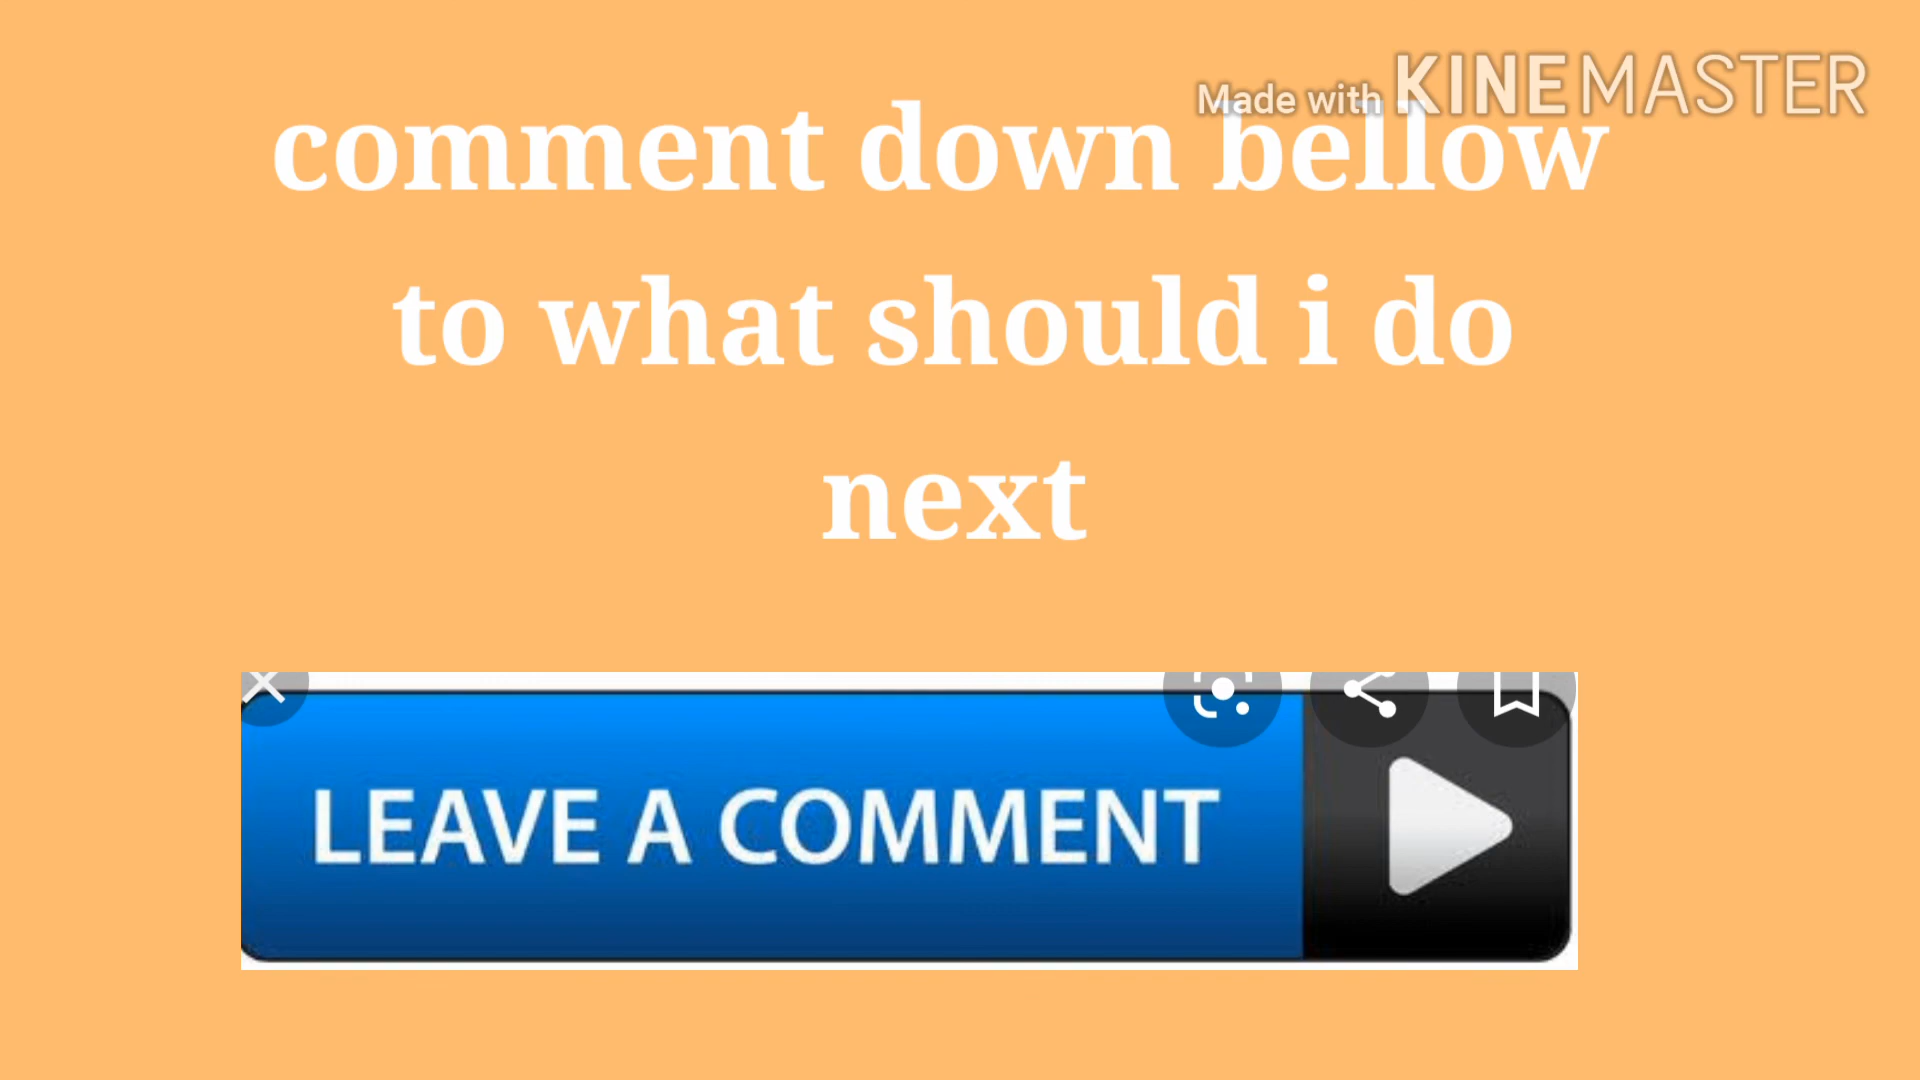 Made with KINEMASTER
comment down bellow
to what should i do
next
LEAVE A COMMENT